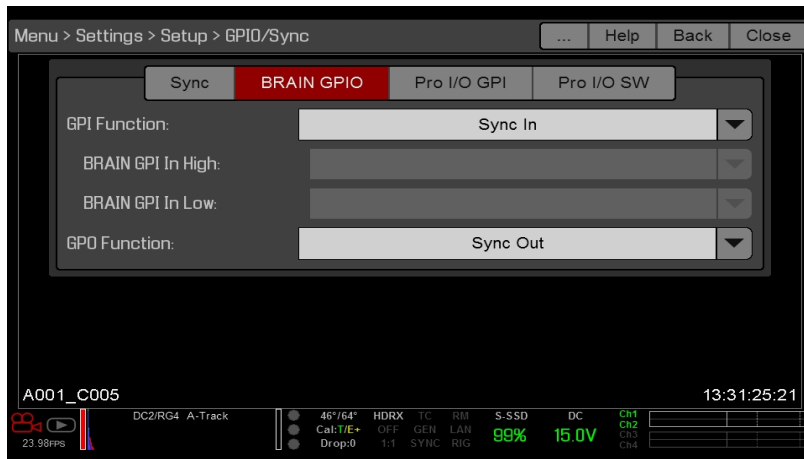 Menu > Settings > Setup > GPIO/Sync ... Help Back Close
Sync BRAIN GPIO Pro I/O GPI Pro I/O SW
GPI Function: Sync In
BRAIN GPI In High:
BRAIN GPI In Low:
GPO Function: Sync Out
A001_C005 13:31:25:21
DC2/RG4 A-Track 46°/64° HDRX TC RM S-SSD DC Ch1
Cal:T/E+ OFF GEN LAN 99% 15.0V Ch2
23.98FPS Drop:0 1:1 SYNC RIG Ch3
Ch4